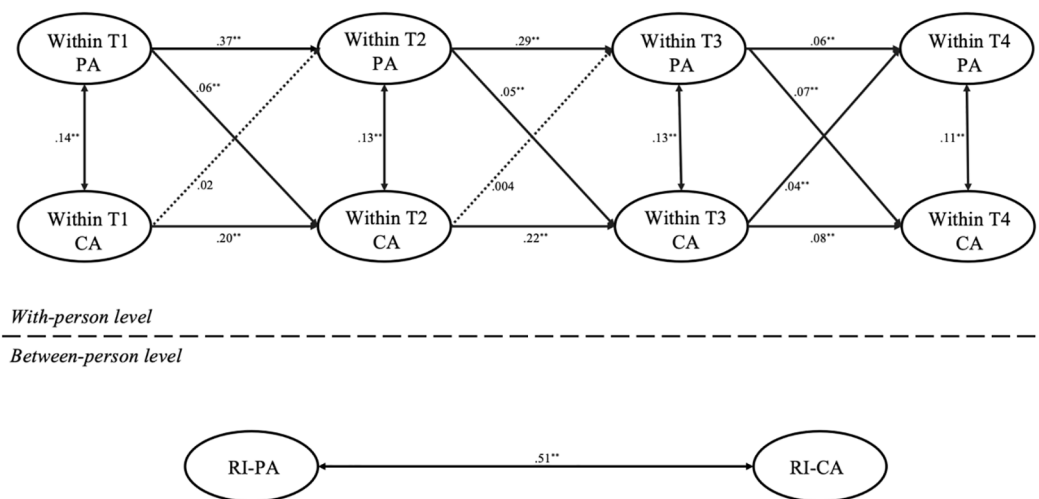 Within T1
PA
.37**
Within T2
PA
.29**
Within T3
PA
.06**
Within T4
PA
.06**
.05**
.07**
.14**
.13**
.13**
.11**
.02
.004
.04**
Within T1
CA
.20**
Within T2
CA
.22**
Within T3
CA
.08**
Within T4
CA
With-person level
Between-person level
RI-PA
.51**
RI-CA